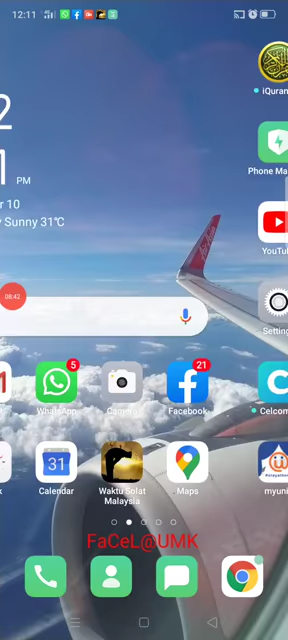 12:11
iQuran
2
1
PM
r 10
y Sunny 31°C
Phone Ma
YouTu
08:42
Setting
5
21
WhatsApp
Camera
Facebook
Celcom
31
Calendar
Waktu Solat
Malaysia
Maps
myuni
FaCeL@UMK